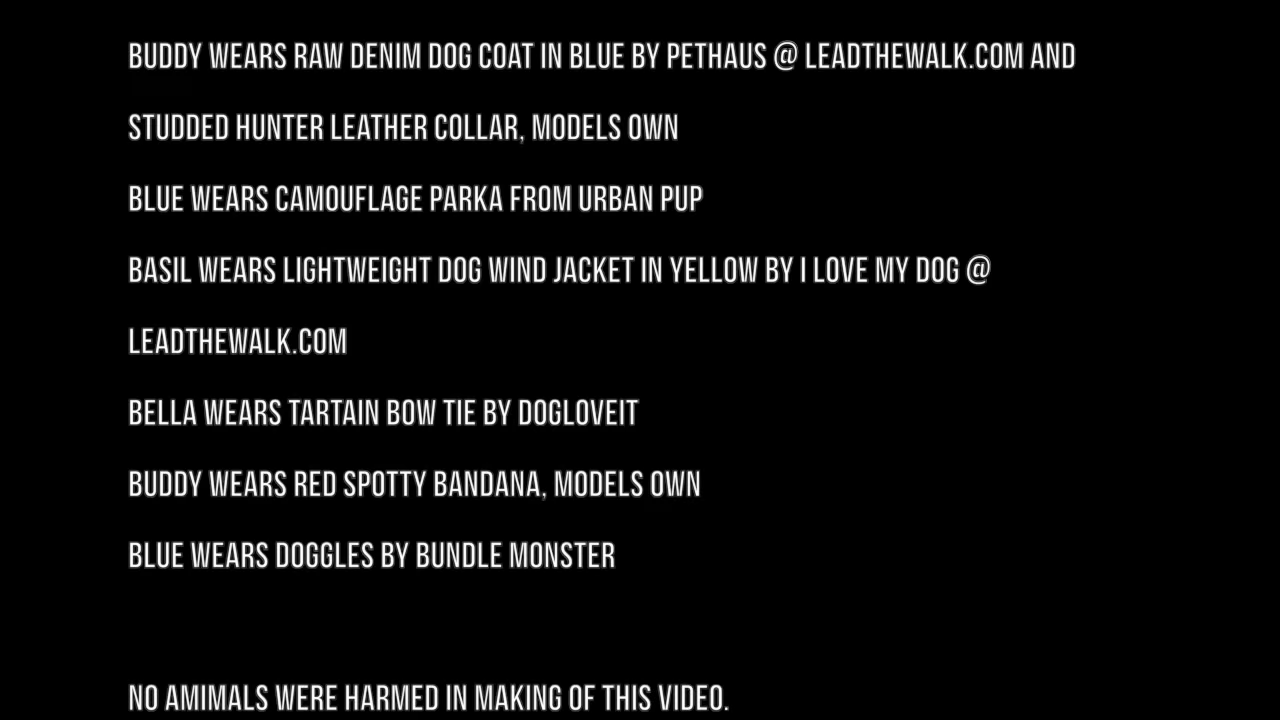 BUDDY WEARS RAW DENIM DOG COAT IN BLUE BY PETHAUS @ LEADTHEWALK.COM AND
STUDDED HUNTER LEATHER COLLAR, MODELS OWN
BLUE WEARS CAMOUFLAGE PARKA FROM URBAN PUP
BASIL WEARS LIGHTWEIGHT DOG WIND JACKET IN YELLOW BY I LOVE MY DOG @
LEADTHEWALK.COM
BELLA WEARS TARTAIN BOW TIE BY DOGLOVEIT
BUDDY WEARS RED SPOTTY BANDANA, MODELS OWN
BLUE WEARS DOGGLES BY BUNDLE MONSTER
NO AMIMALS WERE HARMED IN MAKING OF THIS VIDEO.